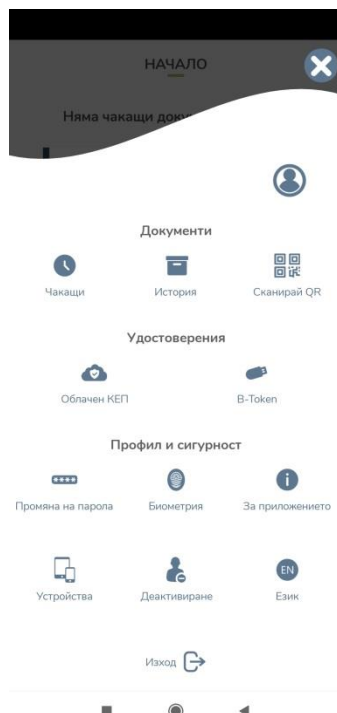 НАЧАЛО
Няма чакащи
Документи
Чакащи История Сканирай QR
Удостоверения
Облачен КЕП B-Token
Профил и сигурност
Промяна на парола Биометрия За приложението
EN
Устройства Деактивиране Език
Изход